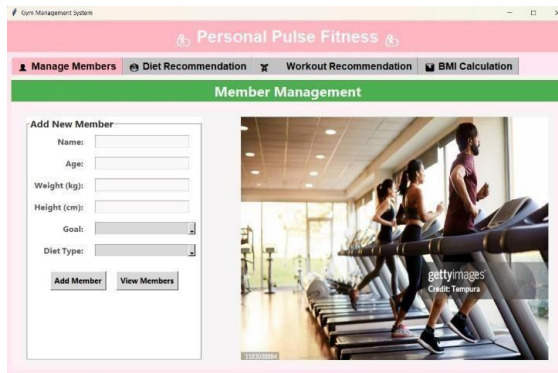 Gym Management System
Personal Pulse Fitness
Manage Members Diet Recommendation Workout Recommendation BMI Calculation
Member Management
Add New Member
Name:
Age:
Weight (kg):
Height (cm):
Goal:
Diet Type:
Add Member View Members
gettyimages
Credit: Tempura